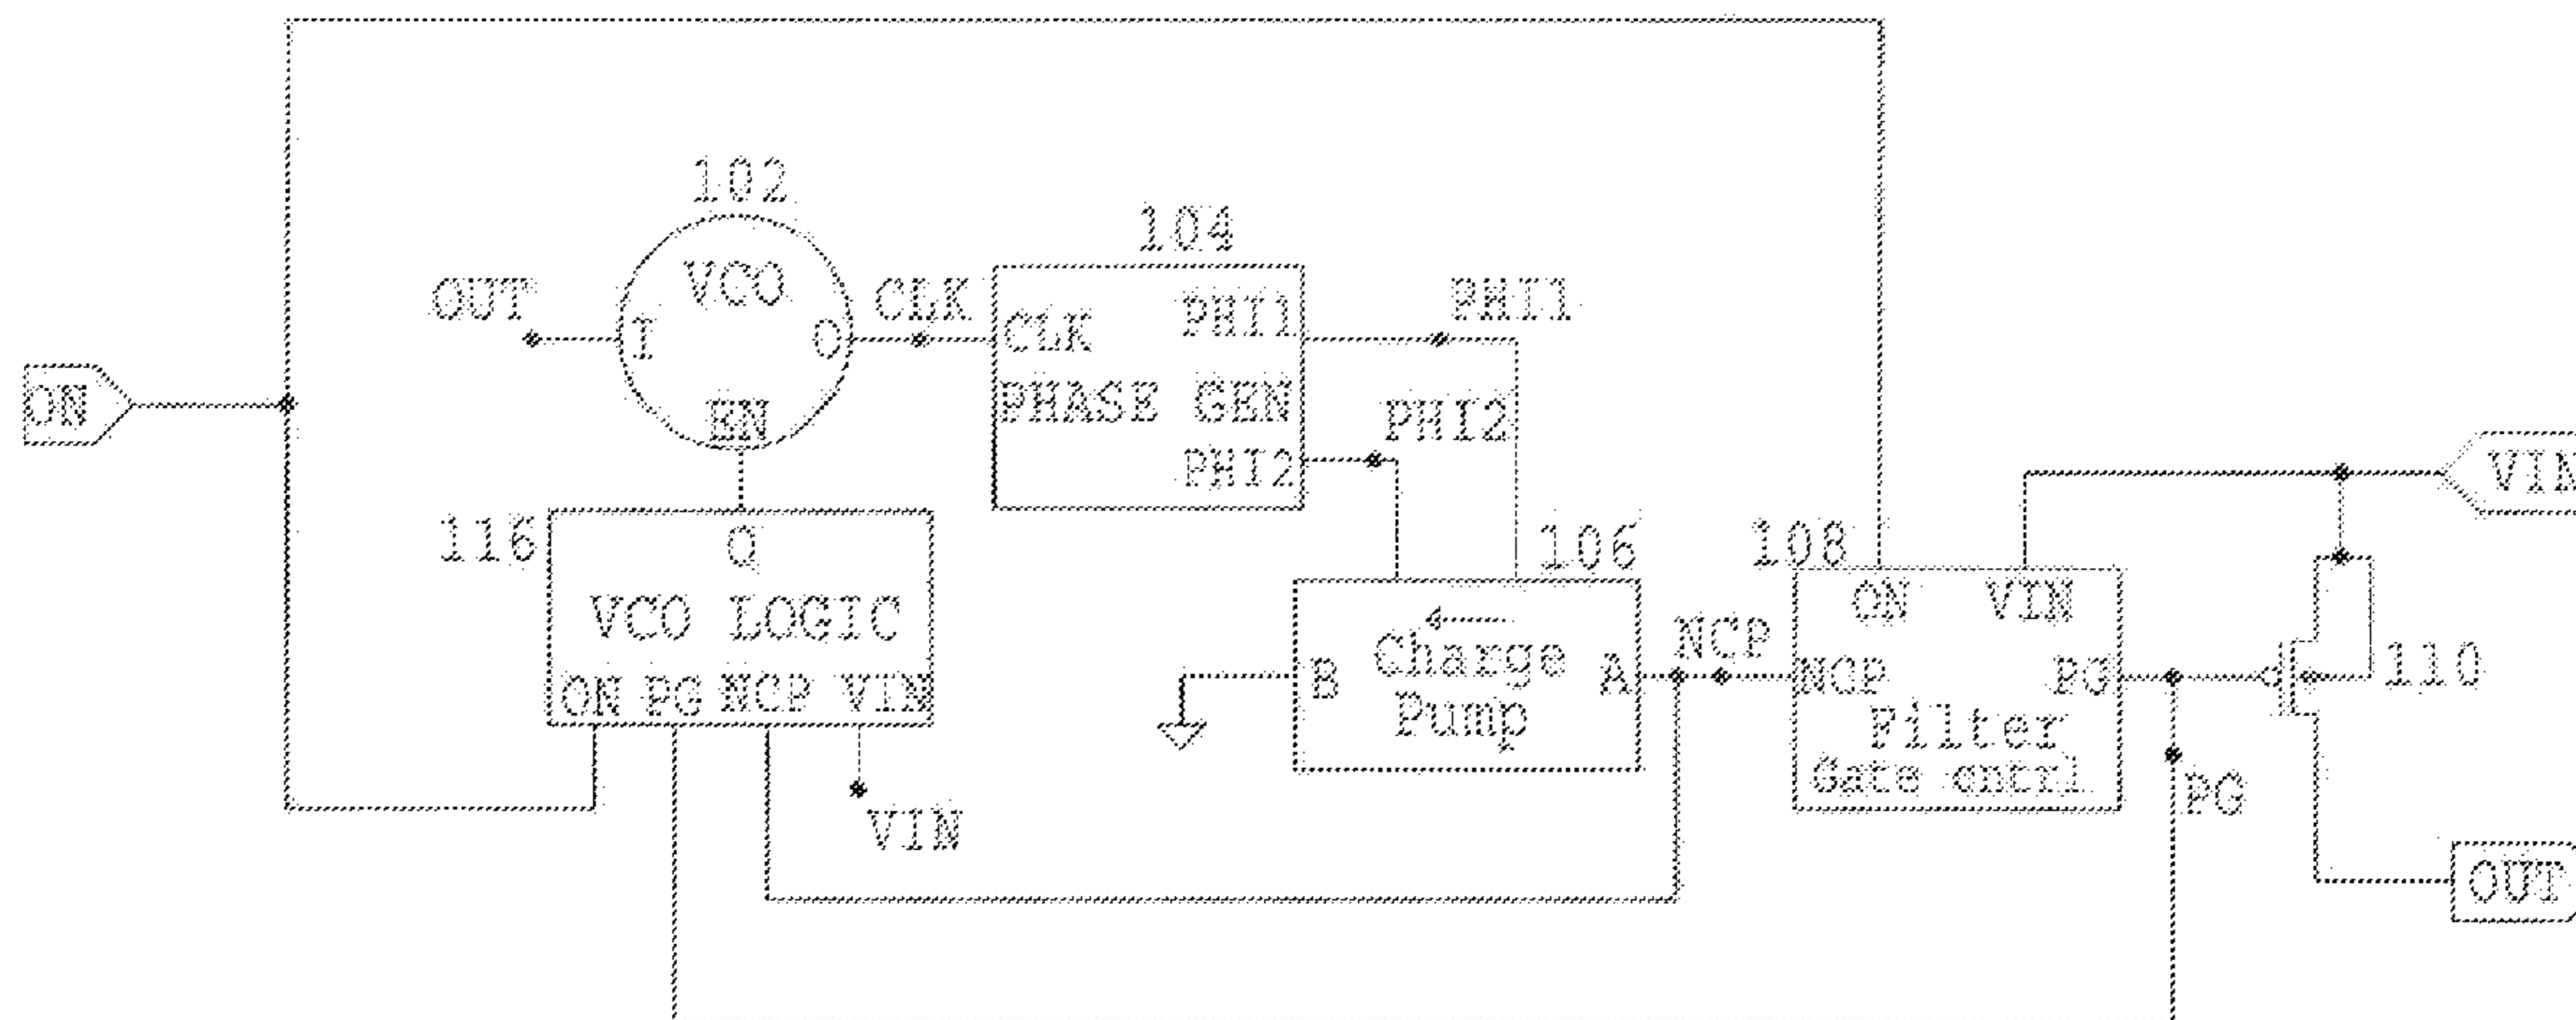 102
104
VCO
OUT
I
O
CLK
CLK
PHI1
PHI1
ON
PHASE GEN
PHI2
EN
PHI2
VIN
116
Q
106
108
ON
VIN
VCO LOGIC
Charge
Pump
NCP
ON PG NCP VIN
B
A
NCP
PG
110
Filter
Gate cntrl
PG
VIN
OUT